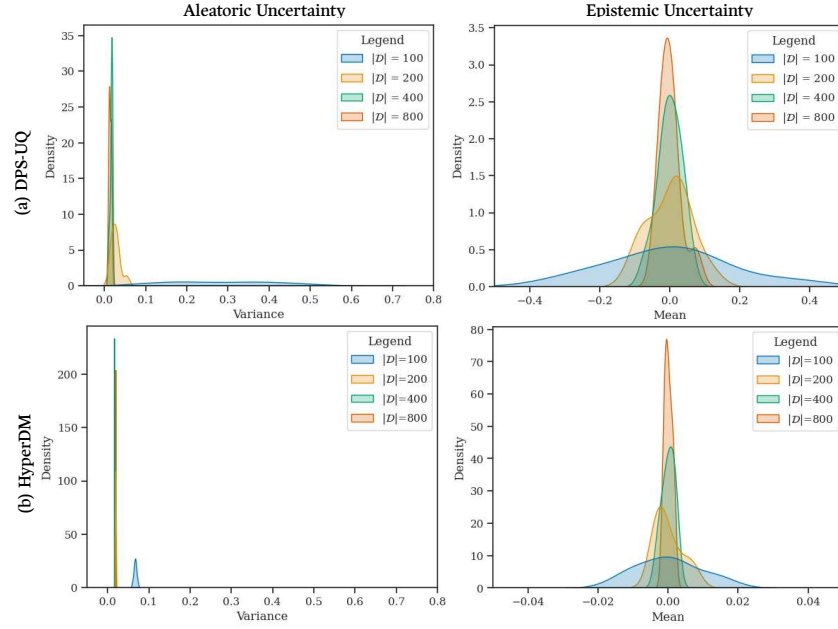 Aleatoric Uncertainty
Epistemic Uncertainty
(a) DPS-UQ
Density
35
30
25
20
15
10
5
0
0.0 0.1 0.2 0.3 0.4 0.5 0.6 0.7 0.8
Variance
Legend
|D| = 100
|D| = 200
|D| = 400
|D| = 800
Density
3.5
3.0
2.5
2.0
1.5
1.0
0.5
0.0
−0.4 −0.2 0.0 0.2 0.4
Mean
Legend
|D| = 100
|D| = 200
|D| = 400
|D| = 800
(b) HyperDM
Density
200
150
100
50
0
0.0 0.1 0.2 0.3 0.4 0.5 0.6 0.7 0.8
Variance
Legend
|D|=100
|D|=200
|D|=400
|D|=800
Density
80
70
60
50
40
30
20
10
0
−0.04 −0.02 0.00 0.02 0.04
Mean
Legend
|D|=100
|D|=200
|D|=400
|D|=800